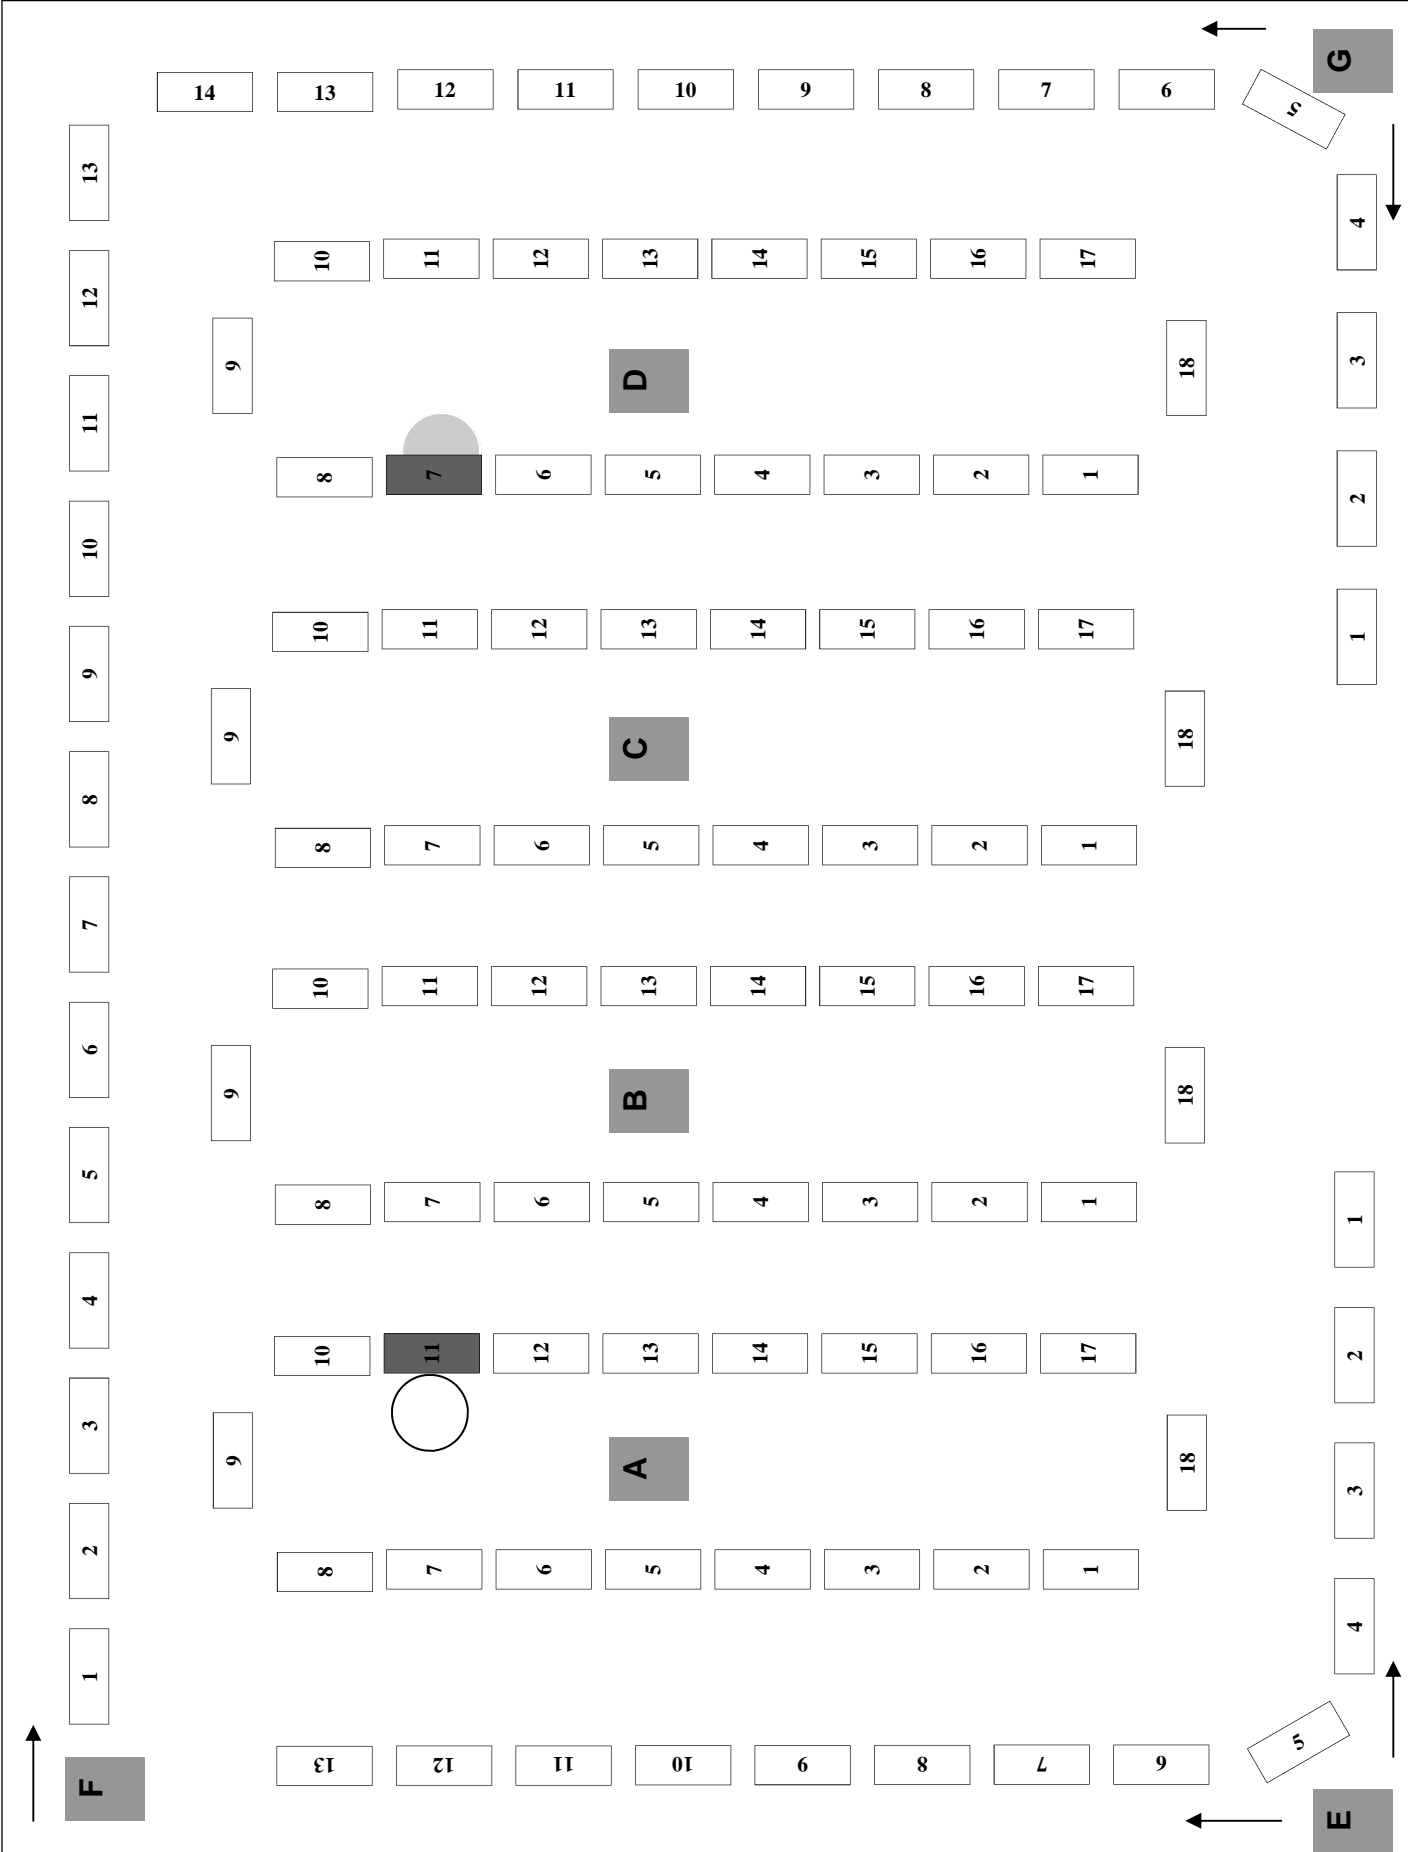 F 1 2 3 4 5 6 7 8 9 10 11 12 13
14
9 9 9 9
13 8 10 8 10 8 10 8 10 13
12 7 11 7 11 7 11 7 11 12
11 6 12 6 12 6 12 6 12 11
A B C D
10 5 13 5 13 5 13 5 13 10
9 4 14 4 14 4 14 4 14 9
8 3 15 3 15 3 15 3 15 8
7 2 16 2 16 2 16 2 16 7
6 1 17 1 17 1 17 1 17 6
18 18 18 18
5 5
E 4 3 2 1 1 2 3 4 G